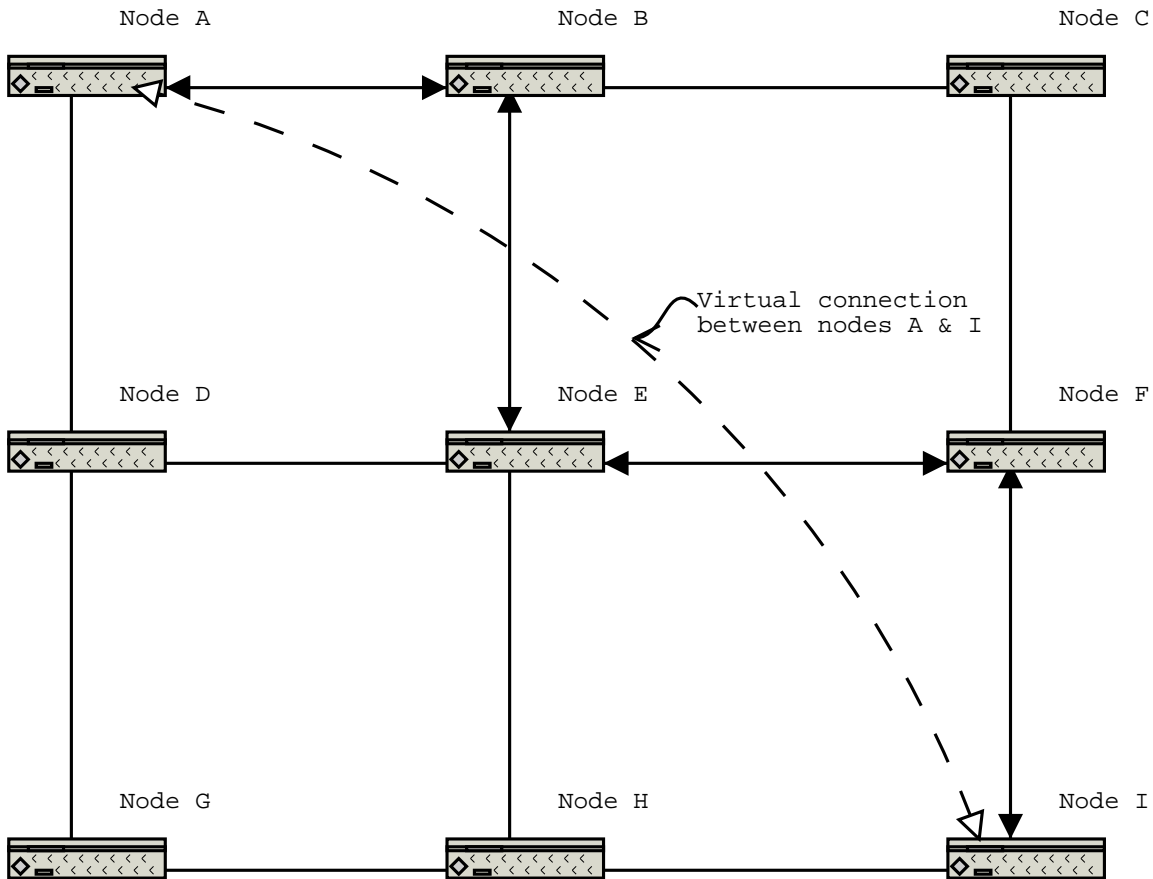 Node A
Node B
Node C
Virtual connection
between nodes A & I
Node D
Node E
Node F
Node G
Node H
Node I